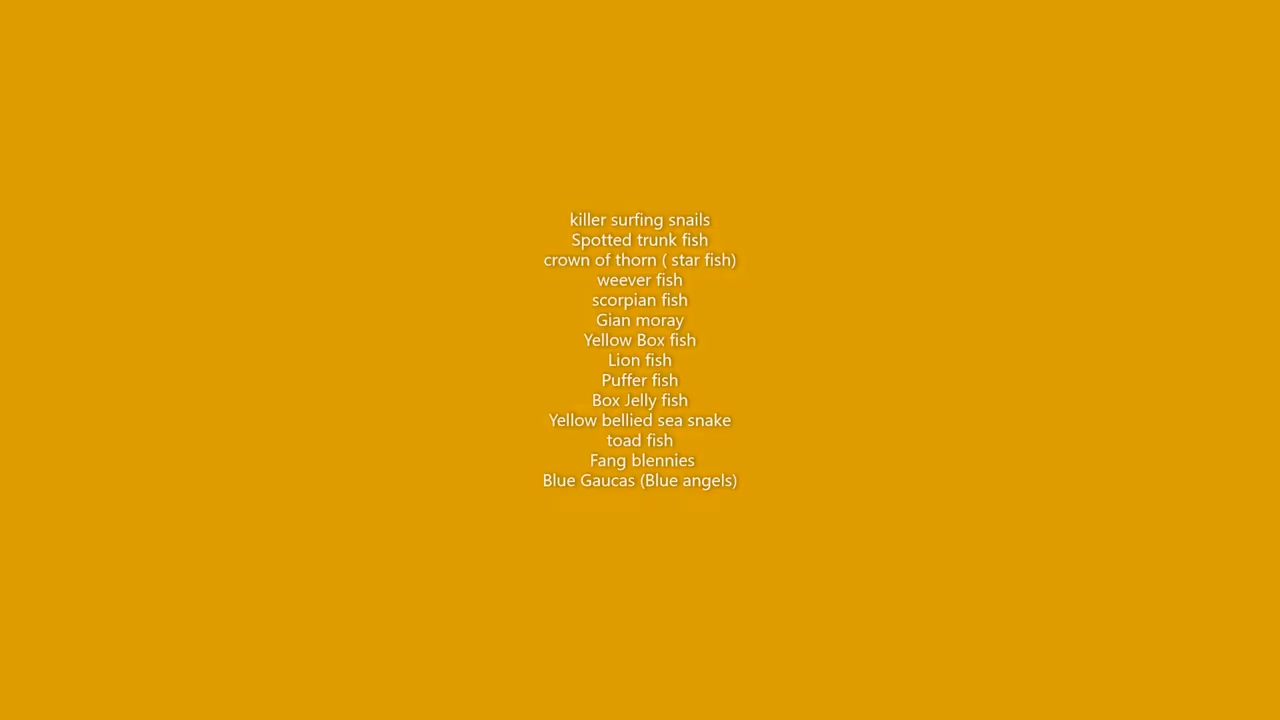 killer surfing snails
Spotted trunk fish
crown of thorn ( star fish)
weever fish
scorpian fish
Gian moray
Yellow Box fish
Lion fish
Puffer fish
Box Jelly fish
Yellow bellied sea snake
toad fish
Fang blennies
Blue Gaucas (Blue angels)